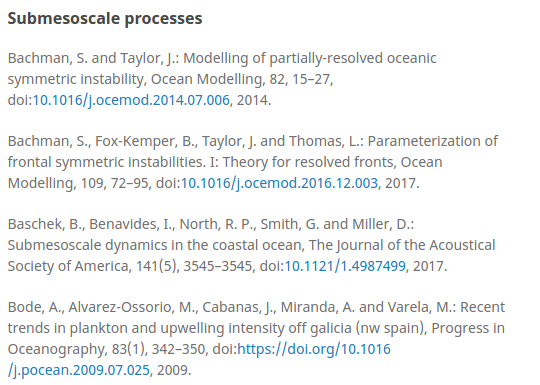 Submesoscale processes
Bachman, S. and Taylor, J.: Modelling of partially-resolved oceanic
symmetric instability, Ocean Modelling, 82, 15–27,
doi:10.1016/j.ocemod.2014.07.006, 2014.
Bachman, S., Fox-Kemper, B., Taylor, J. and Thomas, L.: Parameterization of
frontal symmetric instabilities. I: Theory for resolved fronts, Ocean
Modelling, 109, 72–95, doi:10.1016/j.ocemod.2016.12.003, 2017.
Baschek, B., Benavides, I., North, R. P., Smith, G. and Miller, D.:
Submesoscale dynamics in the coastal ocean, The Journal of the Acoustical
Society of America, 141(5), 3545–3545, doi:10.1121/1.4987499, 2017.
Bode, A., Alvarez-Ossorio, M., Cabanas, J., Miranda, A. and Varela, M.: Recent
trends in plankton and upwelling intensity off galicia (nw spain), Progress in
Oceanography, 83(1), 342–350, doi:https://doi.org/10.1016
/j.pocean.2009.07.025, 2009.